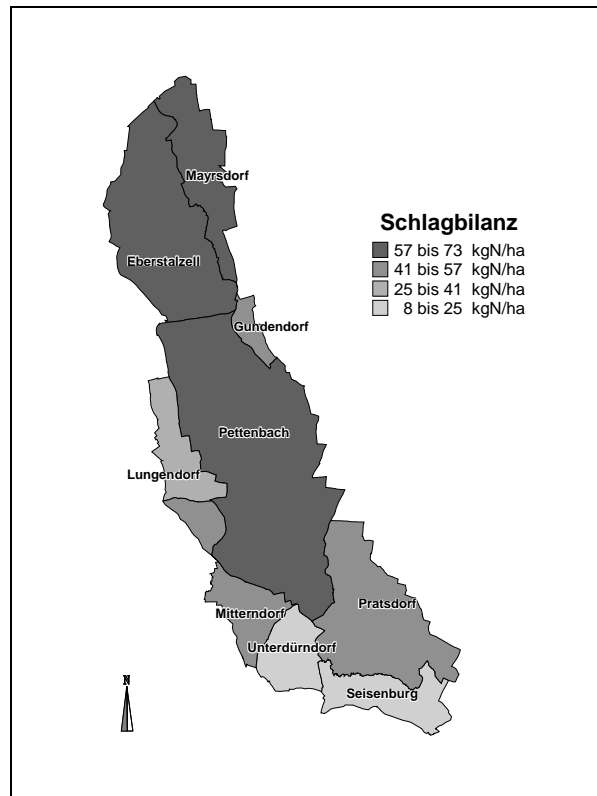 Mayrsdorf
Schlagbilanz
57 bis 73 kgN/ha
41 bis 57 kgN/ha
25 bis 41 kgN/ha
8 bis 25 kgN/ha
Eberstalzell
Gundendorf
Pettenbach
Lungendorf
Pratsdorf
Mitterndorf
Unterdürndorf
Seisenburg
N